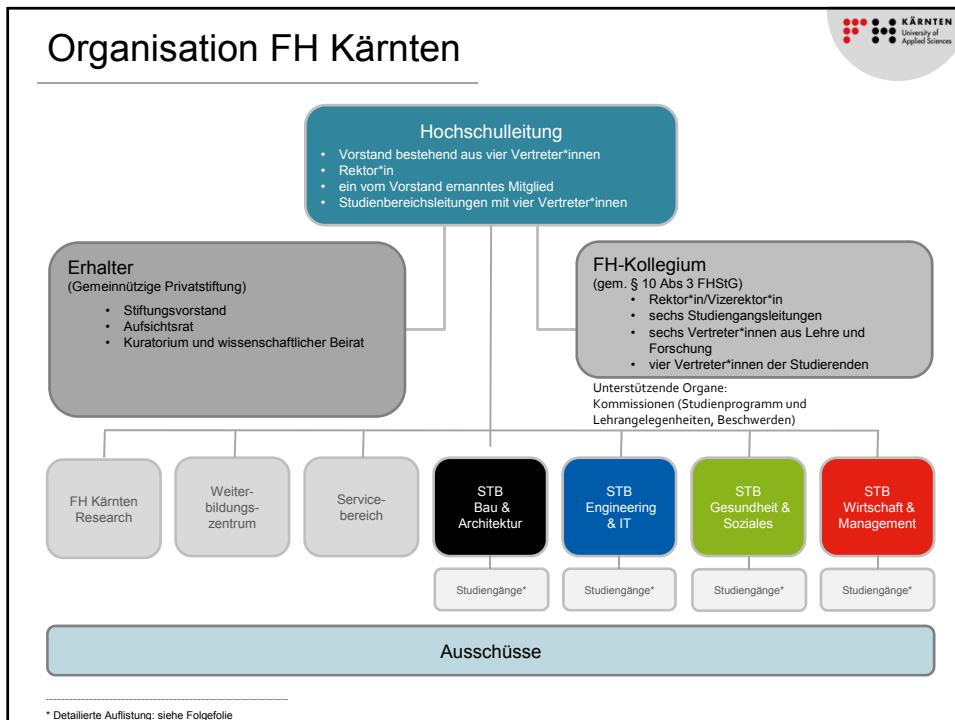 Organisation FH Kärnten
KÄRNTEN
University of
Applied Sciences
Hochschulleitung
• Vorstand bestehend aus vier Vertreter*innen
• Rektor*in
• ein vom Vorstand ernanntes Mitglied
• Studienbereichsleitungen mit vier Vertreter*innen
Erhalter
(Gemeinnützige Privatstiftung)
• Stiftungsvorstand
• Aufsichtsrat
• Kuratorium und wissenschaftlicher Beirat
FH-Kollegium
(gem. § 10 Abs 3 FHStG)
• Rektor*in/Vizerektor*in
• sechs Studiengangsleitungen
• sechs Vertreter*innen aus Lehre und
Forschung
• vier Vertreter*innen der Studierenden
Unterstützende Organe:
Kommissionen (Studienprogramm und
Lehrangelegenheiten, Beschwerden)
FH Kärnten
Research
Weiter-
bildungs-
zentrum
Service-
bereich
STB
Bau &
Architektur
STB
Engineering
& IT
STB
Gesundheit &
Soziales
STB
Wirtschaft &
Management
Studiengänge*
Studiengänge*
Studiengänge*
Studiengänge*
Ausschüsse
* Detailierte Auflistung: siehe Folgefolie